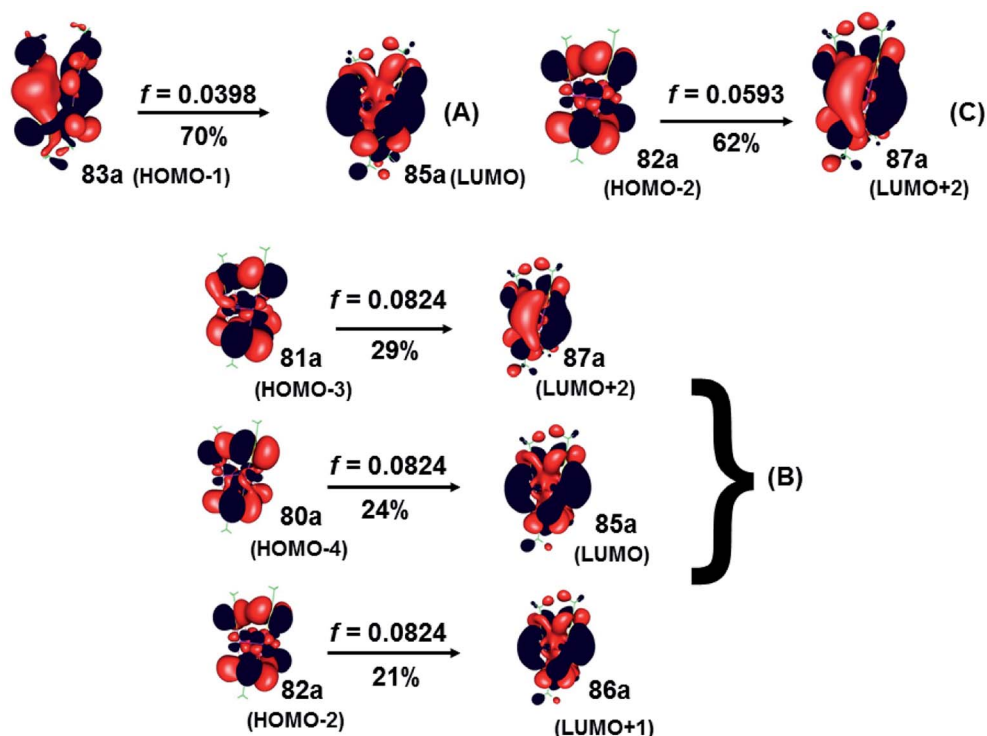 f = 0.0398
70%
83a (HOMO-1)
85a (LUMO)
(A)
f = 0.0593
62%
82a
(HOMO-2)
87a
(LUMO+2)
(C)
f = 0.0824
29%
81a
(HOMO-3)
87a
(LUMO+2)
f = 0.0824
24%
80a
(HOMO-4)
85a
(LUMO)
} (B)
f = 0.0824
21%
82a
(HOMO-2)
86a
(LUMO+1)